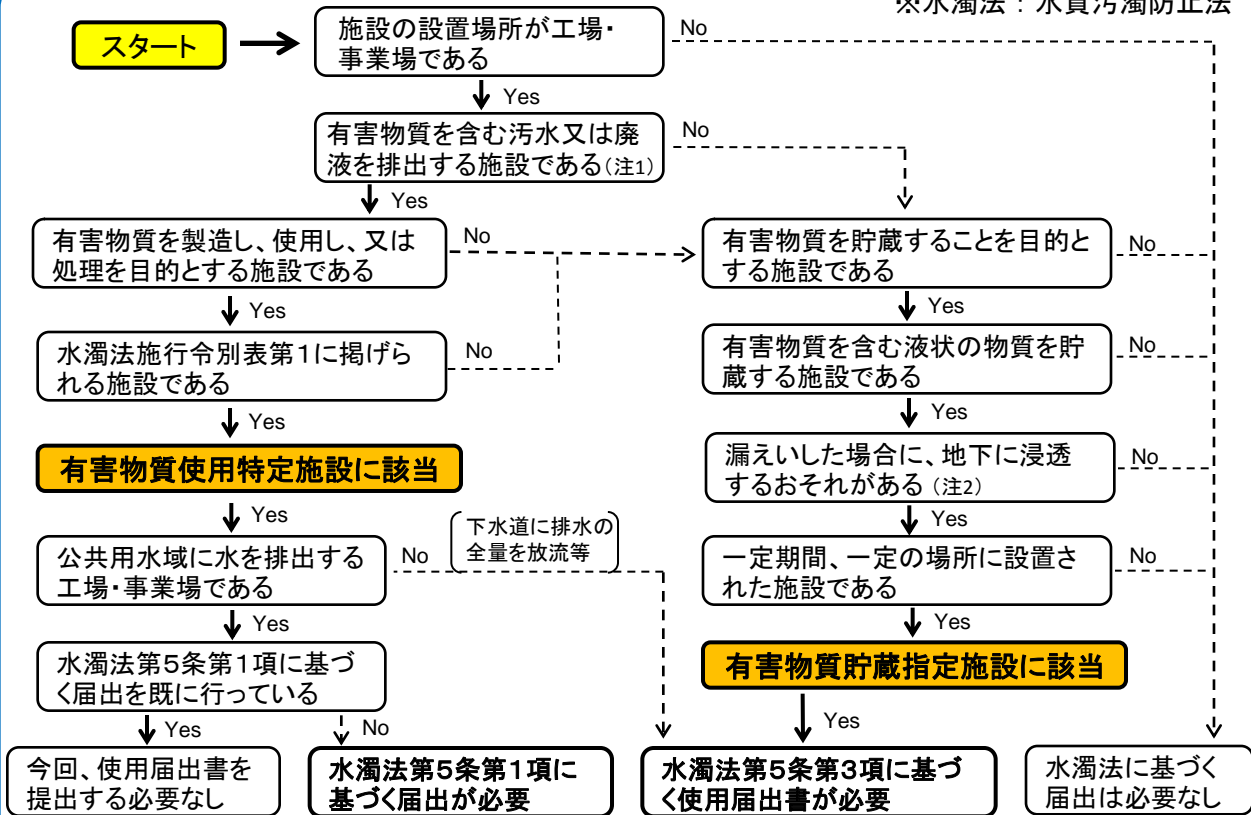 ※水濁法：水質汚濁防止法
スタート
施設の設置場所が工場・
事業場である
No
Yes
有害物質を含む汚水又は廃
液を排出する施設である(注1)
No
Yes
有害物質を製造し、使用し、又は
処理を目的とする施設である
No
有害物質を貯蔵することを目的と
する施設である
No
Yes
Yes
水濁法施行令別表第1に掲げら
れる施設である
No
有害物質を含む液状の物質を貯
蔵する施設である
No
Yes
Yes
有害物質使用特定施設に該当
漏えいした場合に、地下に浸透
するおそれがある（注2）
No
Yes
Yes
下水道に排水の
全量を放流等
公共用水域に水を排出する
工場・事業場である
No
一定期間、一定の場所に設置さ
れた施設である
No
Yes
Yes
水濁法第5条第1項に基づ
く届出を既に行っている
有害物質貯蔵指定施設に該当
Yes
No
Yes
今回、使用届出書を
提出する必要なし
水濁法第5条第1項に
基づく届出が必要
水濁法第5条第3項に基づ
く使用届出書が必要
水濁法に基づく
届出は必要なし